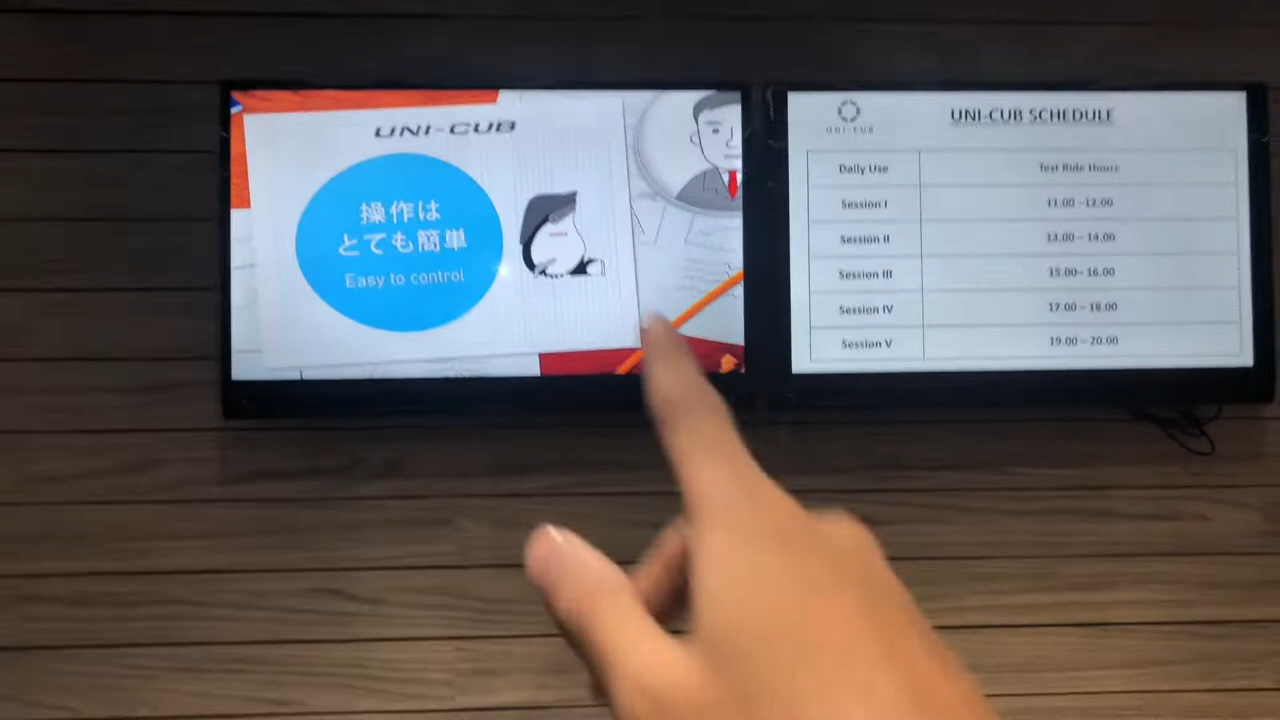 UNI-CUB
操作は
とても簡単
Easy to control
UNI-CUB
UNI-CUB SCHEDULE
Daily Use
Test Ride Hours
Session I
11.00 - 12.00
Session II
13.00 - 14.00
Session III
15.00- 16.00
Session IV
17.00 – 18.00
Session V
19.00 – 20.00